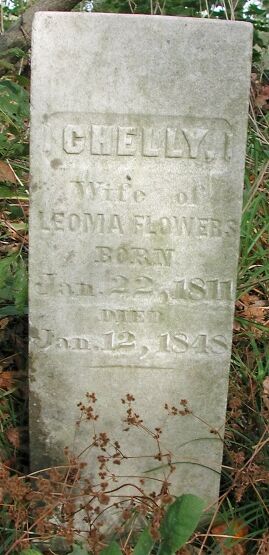 CHELLY,
Wife of
LEOMA FLOWERS
BORN
Jan. 22, 1811
DIED
Jan. 12, 1848